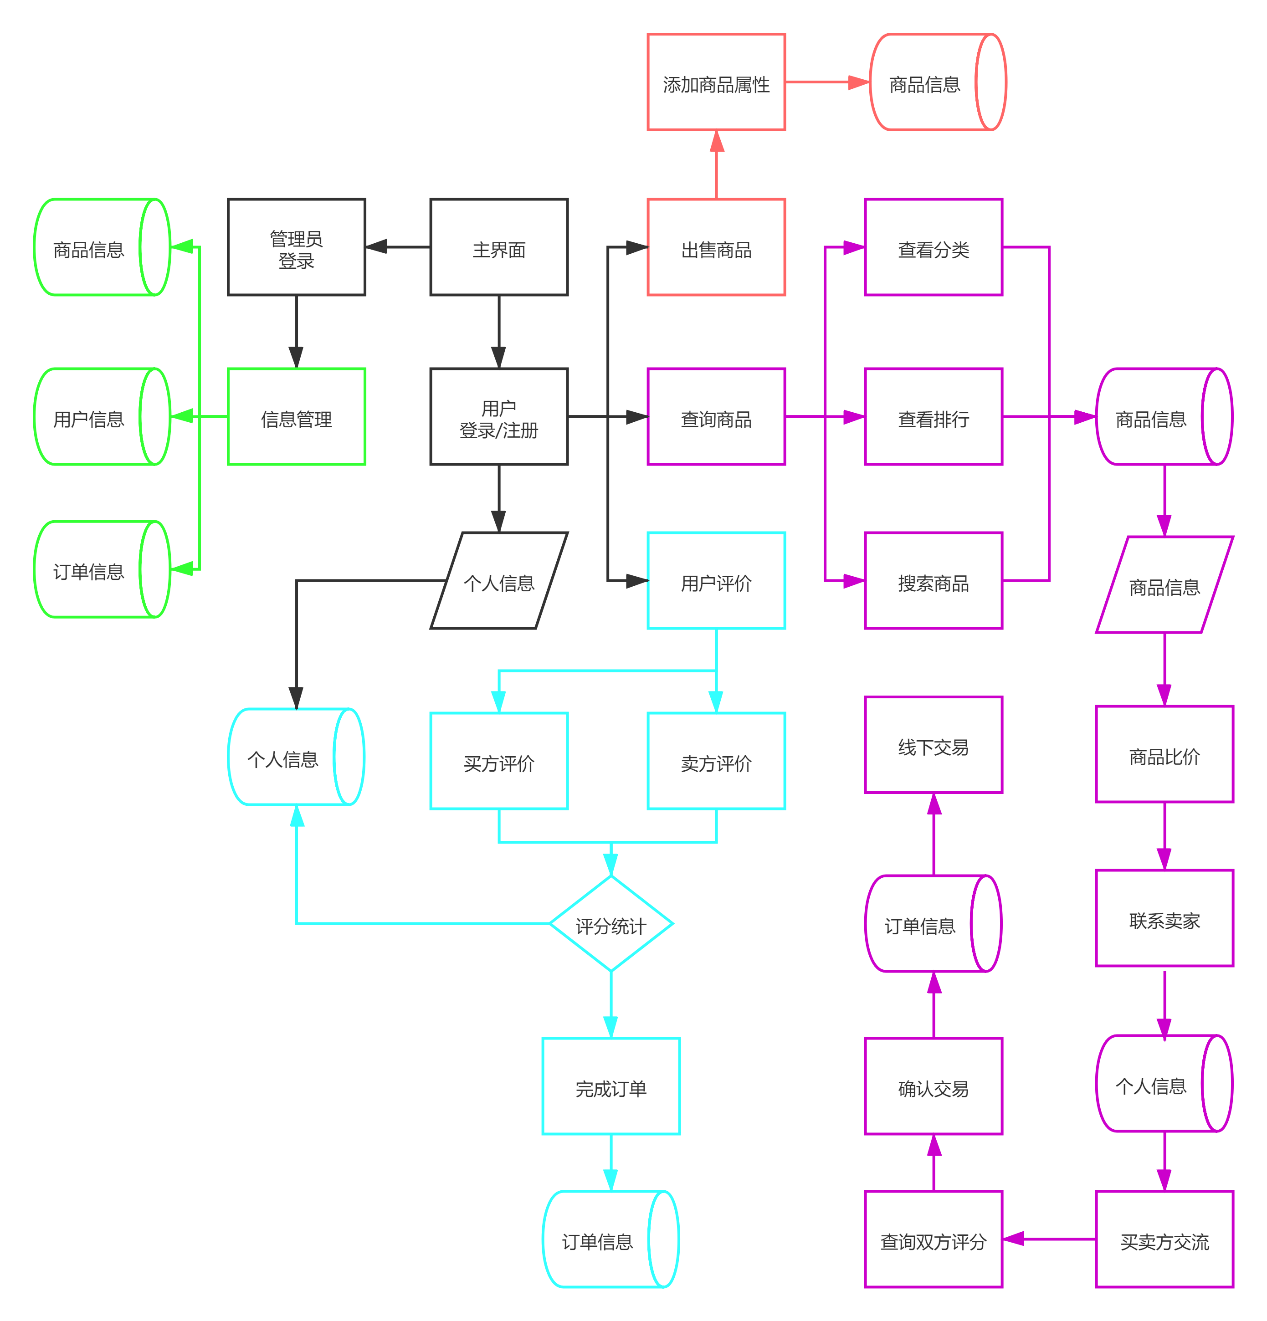 添加商品属性
商品信息
商品信息
管理员
登录
主界面
出售商品
查看分类
用户信息
信息管理
用户
登录/注册
查询商品
查看排行
商品信息
订单信息
个人信息
用户评价
搜索商品
商品信息
个人信息
买方评价
卖方评价
线下交易
商品比价
评分统计
订单信息
联系卖家
完成订单
确认交易
个人信息
订单信息
查询双方评分
买卖方交流